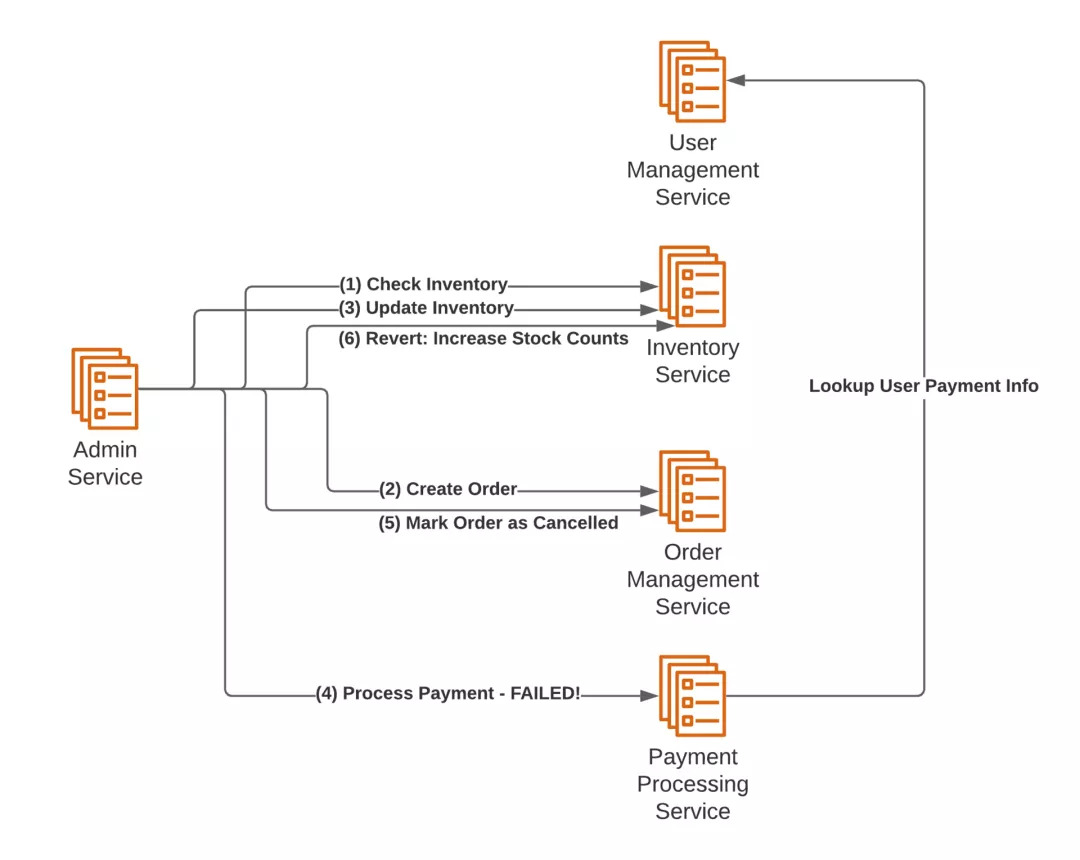 User
Management
Service
(1) Check Inventory
(3) Update Inventory
(6) Revert: Increase Stock Counts
Inventory
Service
Lookup User Payment Info
Admin
Service
(2) Create Order
(5) Mark Order as Cancelled
Order
Management
Service
(4) Process Payment - FAILED!
Payment
Processing
Service